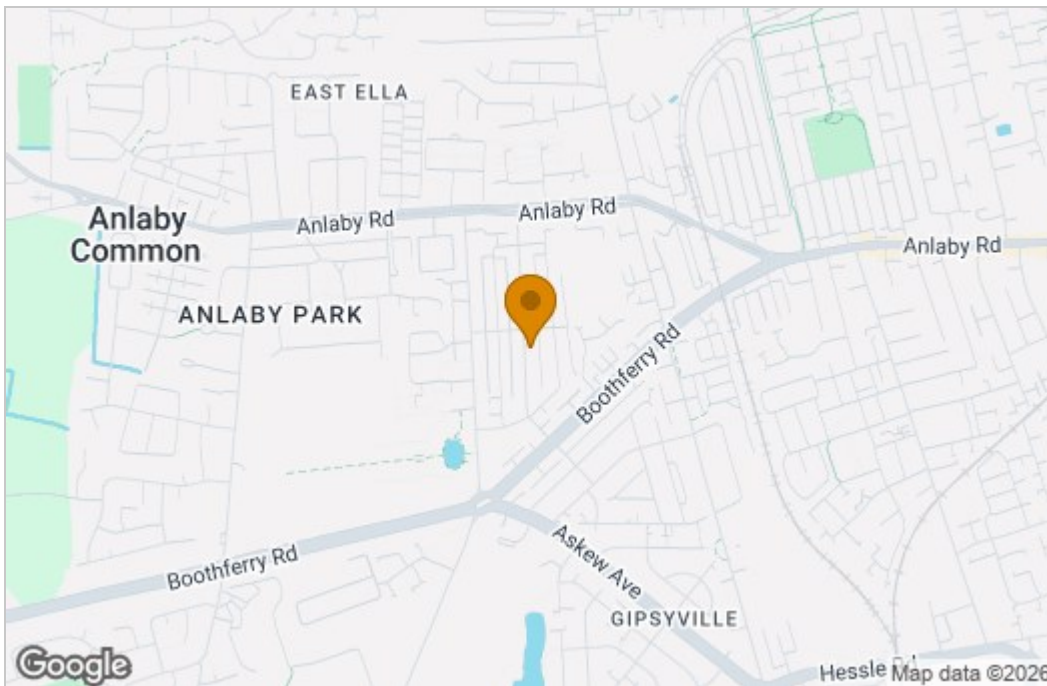 EAST ELLA
Anlaby
Common
Anlaby Rd
Anlaby Rd
Anlaby Rd
ANLABY PARK
Boothferry Rd
Boothferry Rd
Askew Ave
GIPSYVILLE
Hessle Rd
Google
Map data ©2026